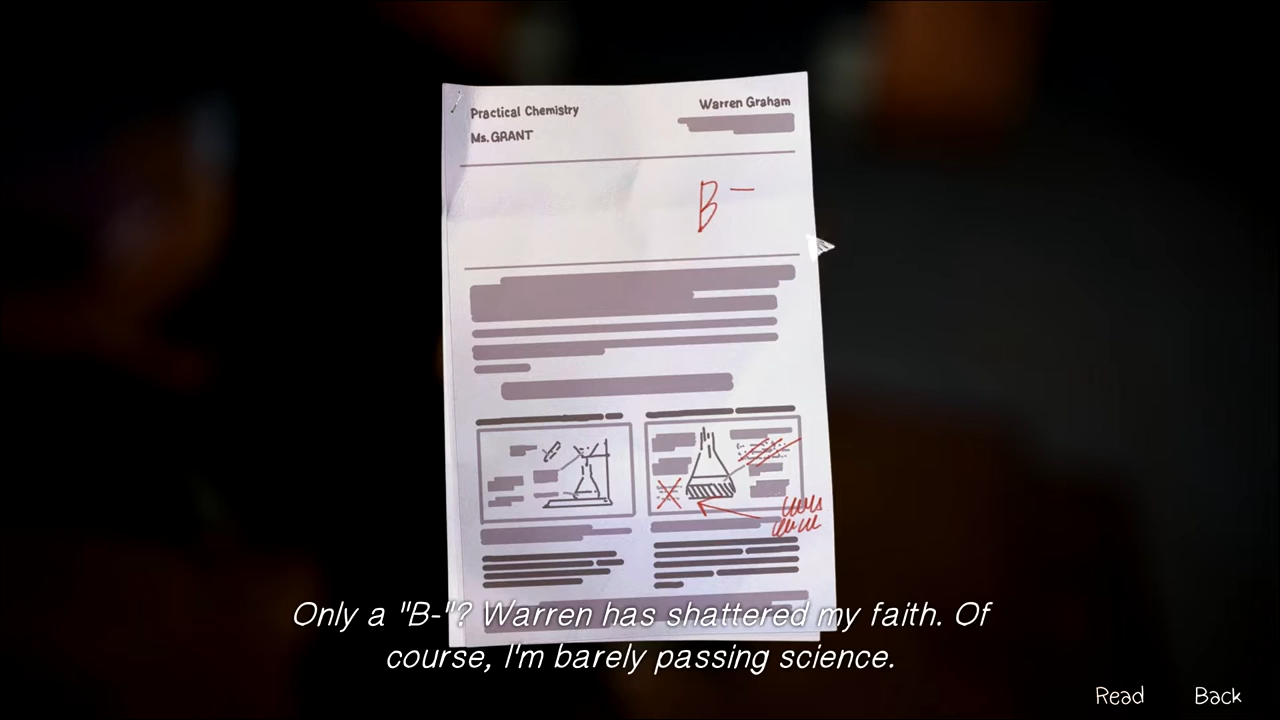 Practical Chemistry
Warren Graham
Ms. GRANT
B-
Only a "B-"? Warren has shattered my faith. Of
course, I'm barely passing science.
Read
Back